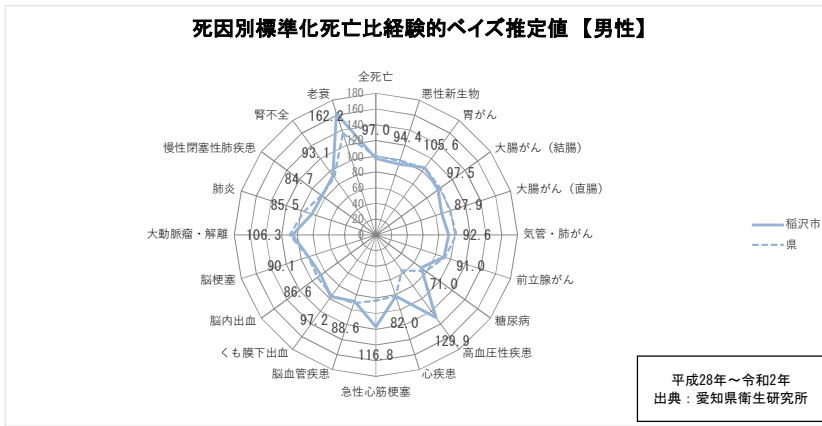 死因別標準化死亡比経験的ベイズ推定値 【男性】
全死亡
悪性新生物
胃がん
大腸がん（結腸）
大腸がん（直腸）
気管・肺がん
前立腺がん
糖尿病
高血圧性疾患
心疾患
急性心筋梗塞
脳血管疾患
くも膜下出血
脳内出血
脳梗塞
大動脈瘤・解離
肺炎
慢性閉塞性肺疾患
腎不全
老衰
180
160
140
120
100
80
60
40
20
0
97.0
94.4
105.6
97.5
87.9
92.6
91.0
71.0
129.9
82.0
116.8
88.6
97.2
86.6
90.1
106.3
85.5
84.7
93.1
162.2
稲沢市
県
平成28年～令和2年
出典：愛知県衛生研究所